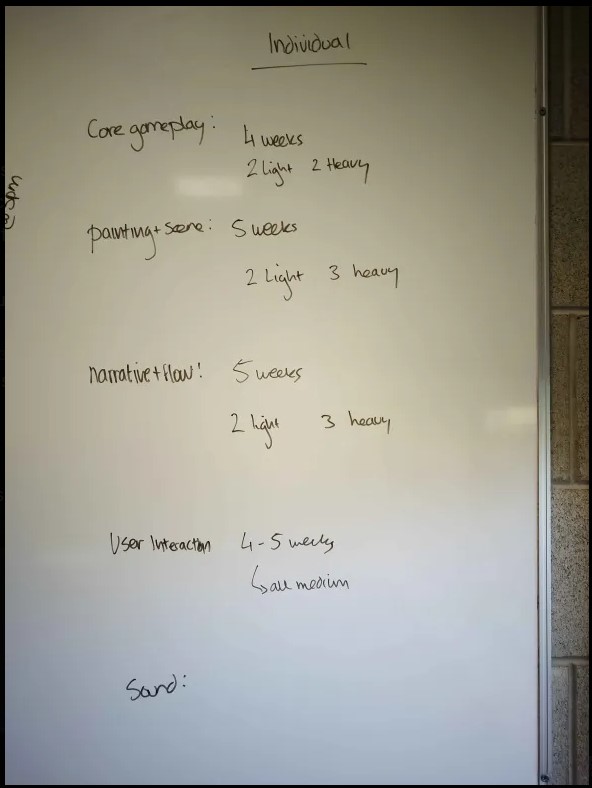 Individual
Core gameplay: 4 weeks
2 Light 2 Heavy
painting + scene: 5 weeks
2 Light 3 heavy
narrative + flow: 5 weeks
2 light 3 heavy
User Interaction 4-5 weeks
↳ all medium
Sound: